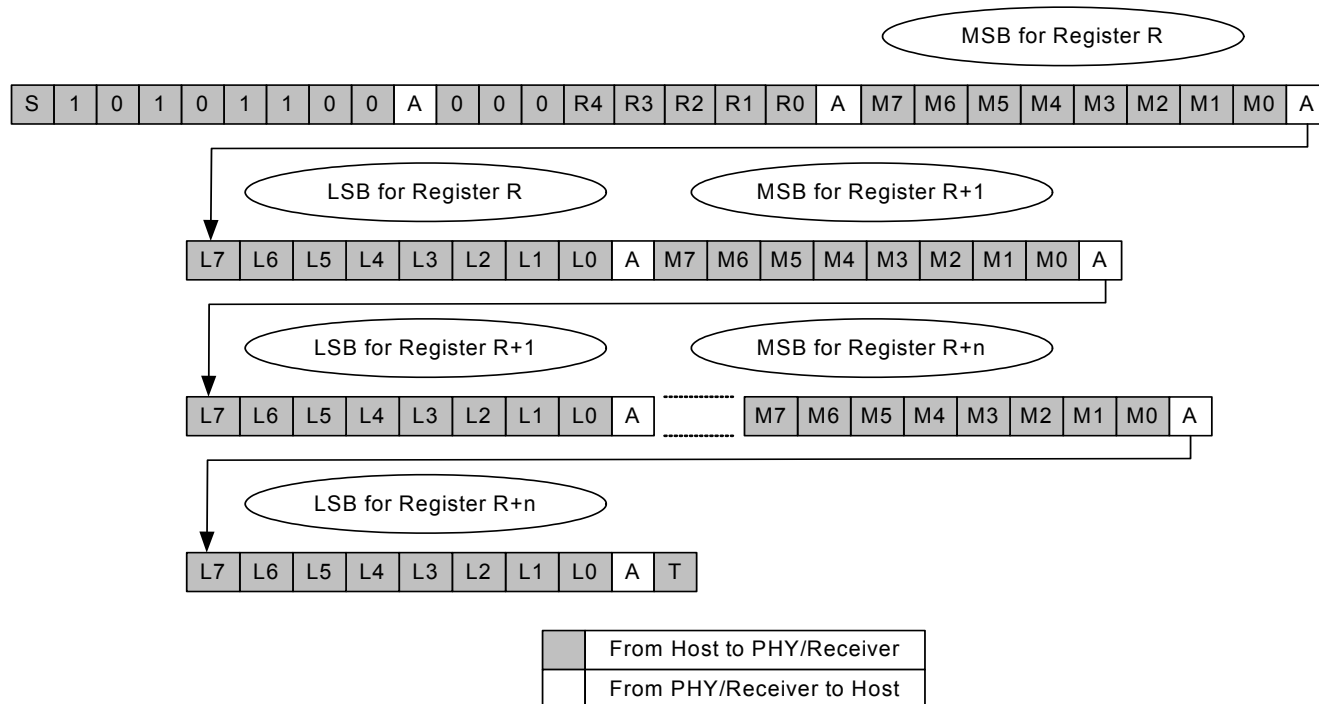 MSB for Register R
S 1 0 1 0 1 1 0 0 A 0 0 0 R4 R3 R2 R1 R0 A M7 M6 M5 M4 M3 M2 M1 M0 A
LSB for Register R MSB for Register R+1
L7 L6 L5 L4 L3 L2 L1 L0 A M7 M6 M5 M4 M3 M2 M1 M0 A
LSB for Register R+1 MSB for Register R+n
L7 L6 L5 L4 L3 L2 L1 L0 A M7 M6 M5 M4 M3 M2 M1 M0 A
LSB for Register R+n
L7 L6 L5 L4 L3 L2 L1 L0 A T
From Host to PHY/Receiver
From PHY/Receiver to Host